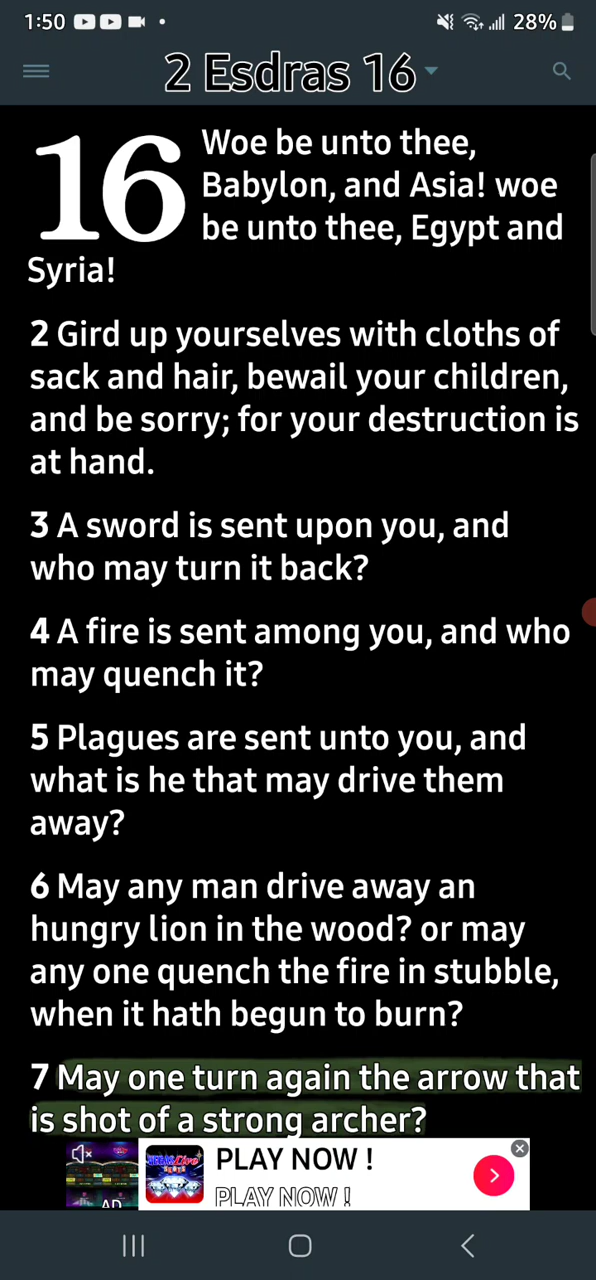 1:50
28%
2 Esdras 16
16 Woe be unto thee,
Babylon, and Asia! woe
be unto thee, Egypt and
Syria!
2 Gird up yourselves with cloths of
sack and hair, bewail your children,
and be sorry; for your destruction is
at hand.
3 A sword is sent upon you, and
who may turn it back?
4 A fire is sent among you, and who
may quench it?
5 Plagues are sent unto you, and
what is he that may drive them
away?
6 May any man drive away an
hungry lion in the wood? or may
any one quench the fire in stubble,
when it hath begun to burn?
7 May one turn again the arrow that
is shot of a strong archer?
AD
PLAY NOW !
PLAY NOW !